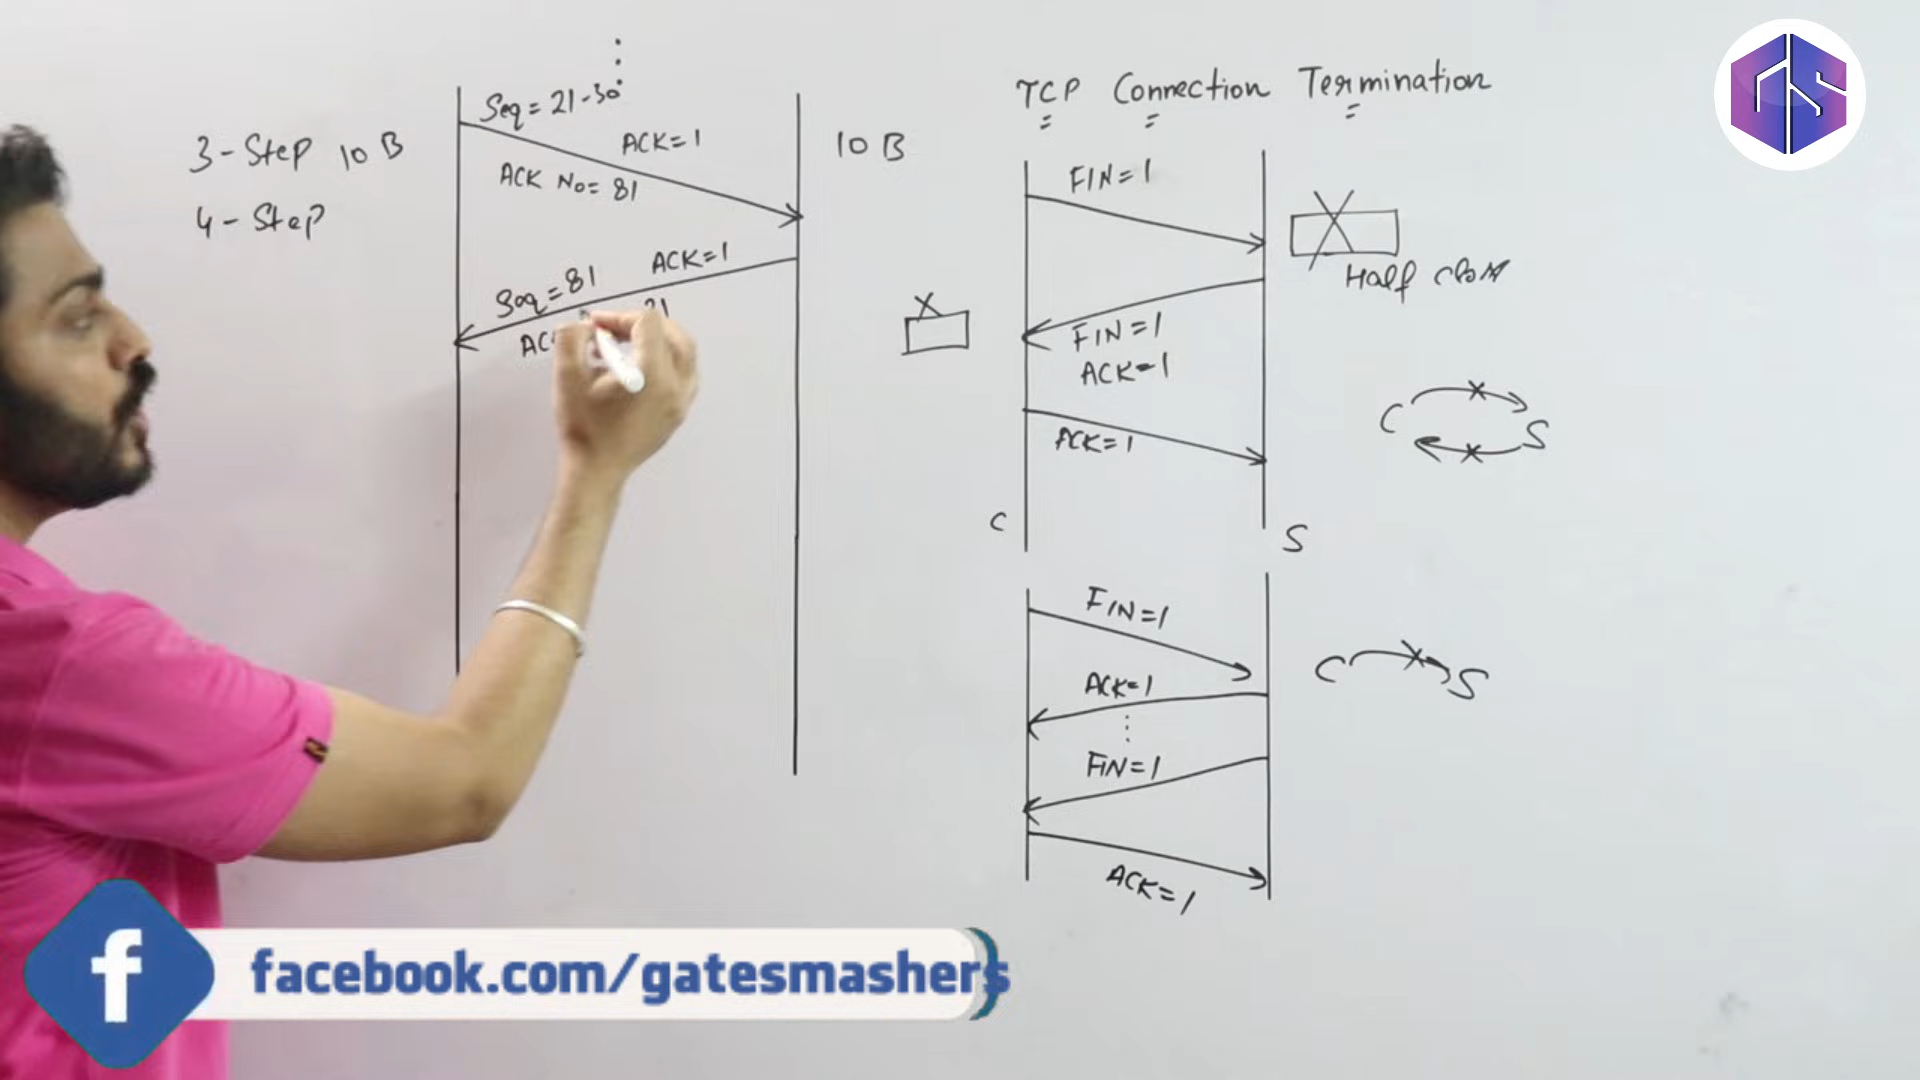 3-Step 10 B
4-Step
Seq = 21-30
ACK=1
ACK No = 81
10 B
Seq = 81
ACK=1
TCP Connection Termination
FIN=1
Half close
FIN=1
ACK=1
ACK=1
C
S
C
S
FIN=1
ACK=1
FIN=1
ACK=1
C
S
GS
facebook.com/gatesmashers